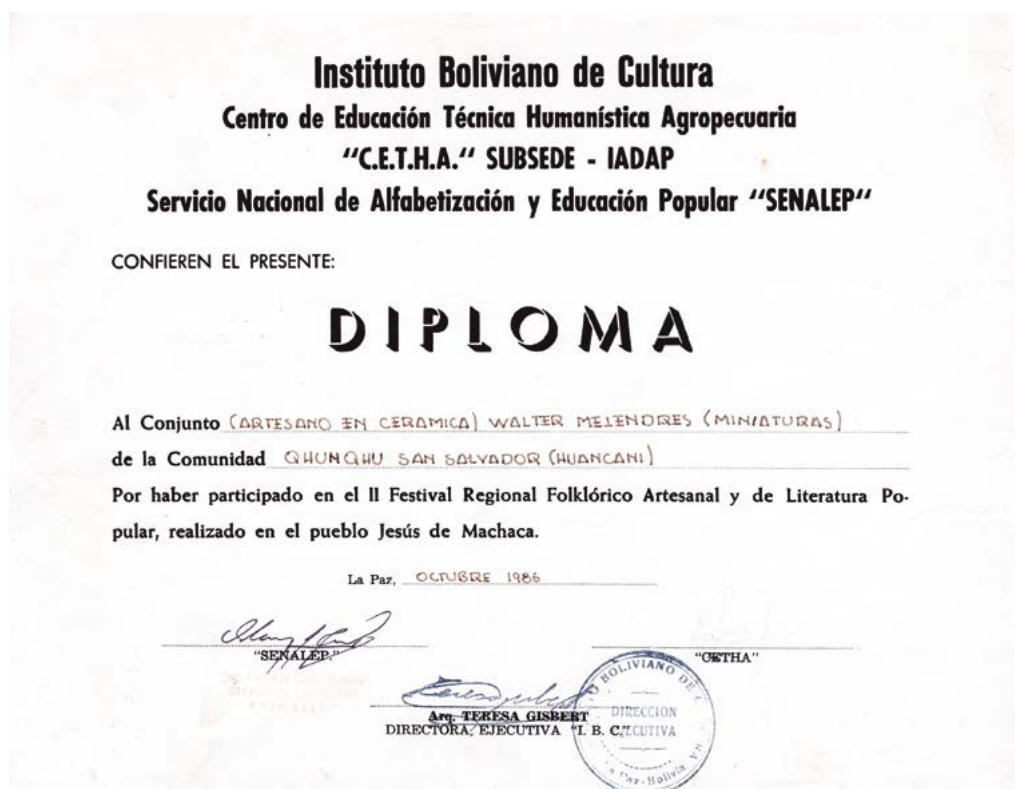 Instituto Boliviano de Cultura
Centro de Educación Técnica Humanística Agropecuaria
"C.E.T.H.A." SUBSEDE - IADAP
Servicio Nacional de Alfabetización y Educación Popular "SENALEP"
CONFIEREN EL PRESENTE:
DIPLOMA
Al Conjunto (ARTESANO EN CERAMICA) WALTER MELENDRES (MINIATURAS)
de la Comunidad QHUNQHU SAN SALVADOR (HUANCANI)
Por haber participado en el II Festival Regional Folklórico Artesanal y de Literatura Po-
pular, realizado en el pueblo Jesús de Machaca.
La Paz, OCTUBRE 1986
"SENALEP" "CETHA"
Arq. TERESA GISBERT
DIRECTORA EJECUTIVA "I. B. C."
BOLIVIANO DE
DIRECCION
La Paz-Bolivia